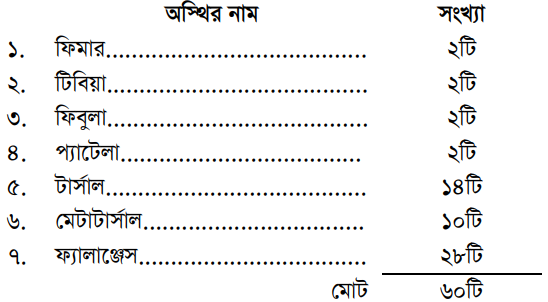 অস্থির নাম সংখ্যা
১. ফিমার....................................... ২টি
২. টিবিয়া....................................... ২টি
৩. ফিবুলা....................................... ২টি
৪. প্যাটেলা.................................... ২টি
৫. টার্সাল....................................... ১৪টি
৬. মেটাটার্সাল.................................. ১০টি
৭. ফ্যালাঞ্জেস.................................. ২৮টি
মোট ৬০টি